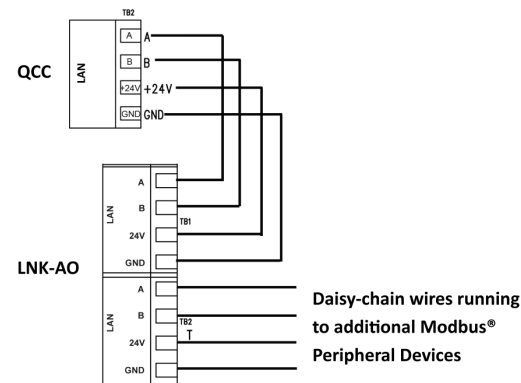 TB2
QCC
LAN
A A
B B
+24V +24V
GND GND
LNK-AO
LAN
A
B
24V
GND
TB1
LAN
A
B
24V
GND
TB2
T
Daisy-chain wires running
to additional Modbus®
Peripheral Devices